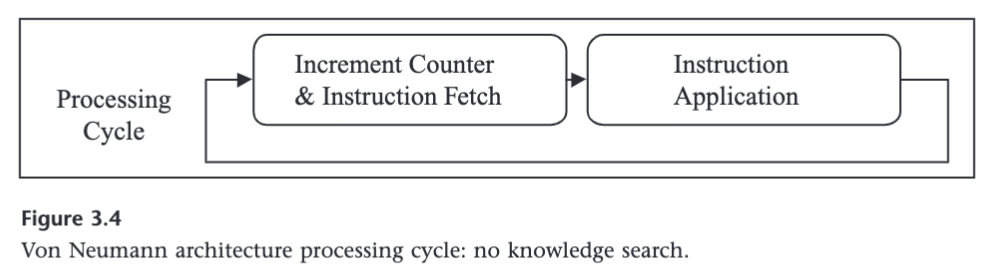 Processing
Cycle
Increment Counter
& Instruction Fetch
Instruction
Application
Figure 3.4
Von Neumann architecture processing cycle: no knowledge search.